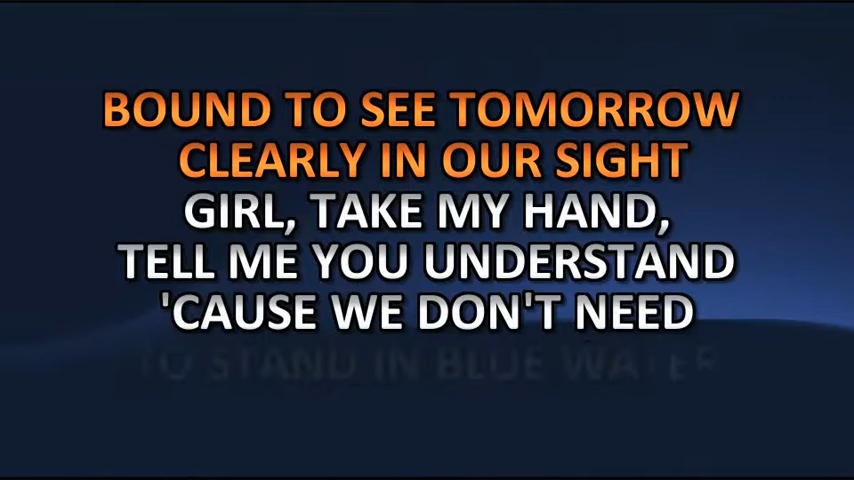 BOUND TO SEE TOMORROW
CLEARLY IN OUR SIGHT
GIRL, TAKE MY HAND,
TELL ME YOU UNDERSTAND
'CAUSE WE DON'T NEED
TO STAND IN BLUE WATER